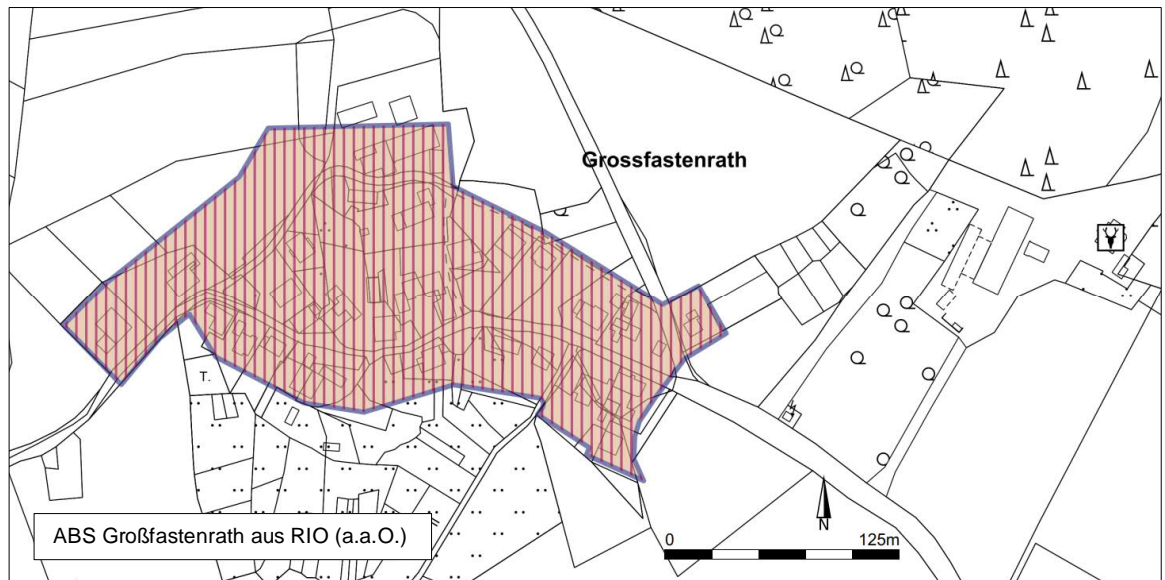 Grossfastenrath
T.
N
0 125m
ABS Großfastenrath aus RIO (a.a.O.)